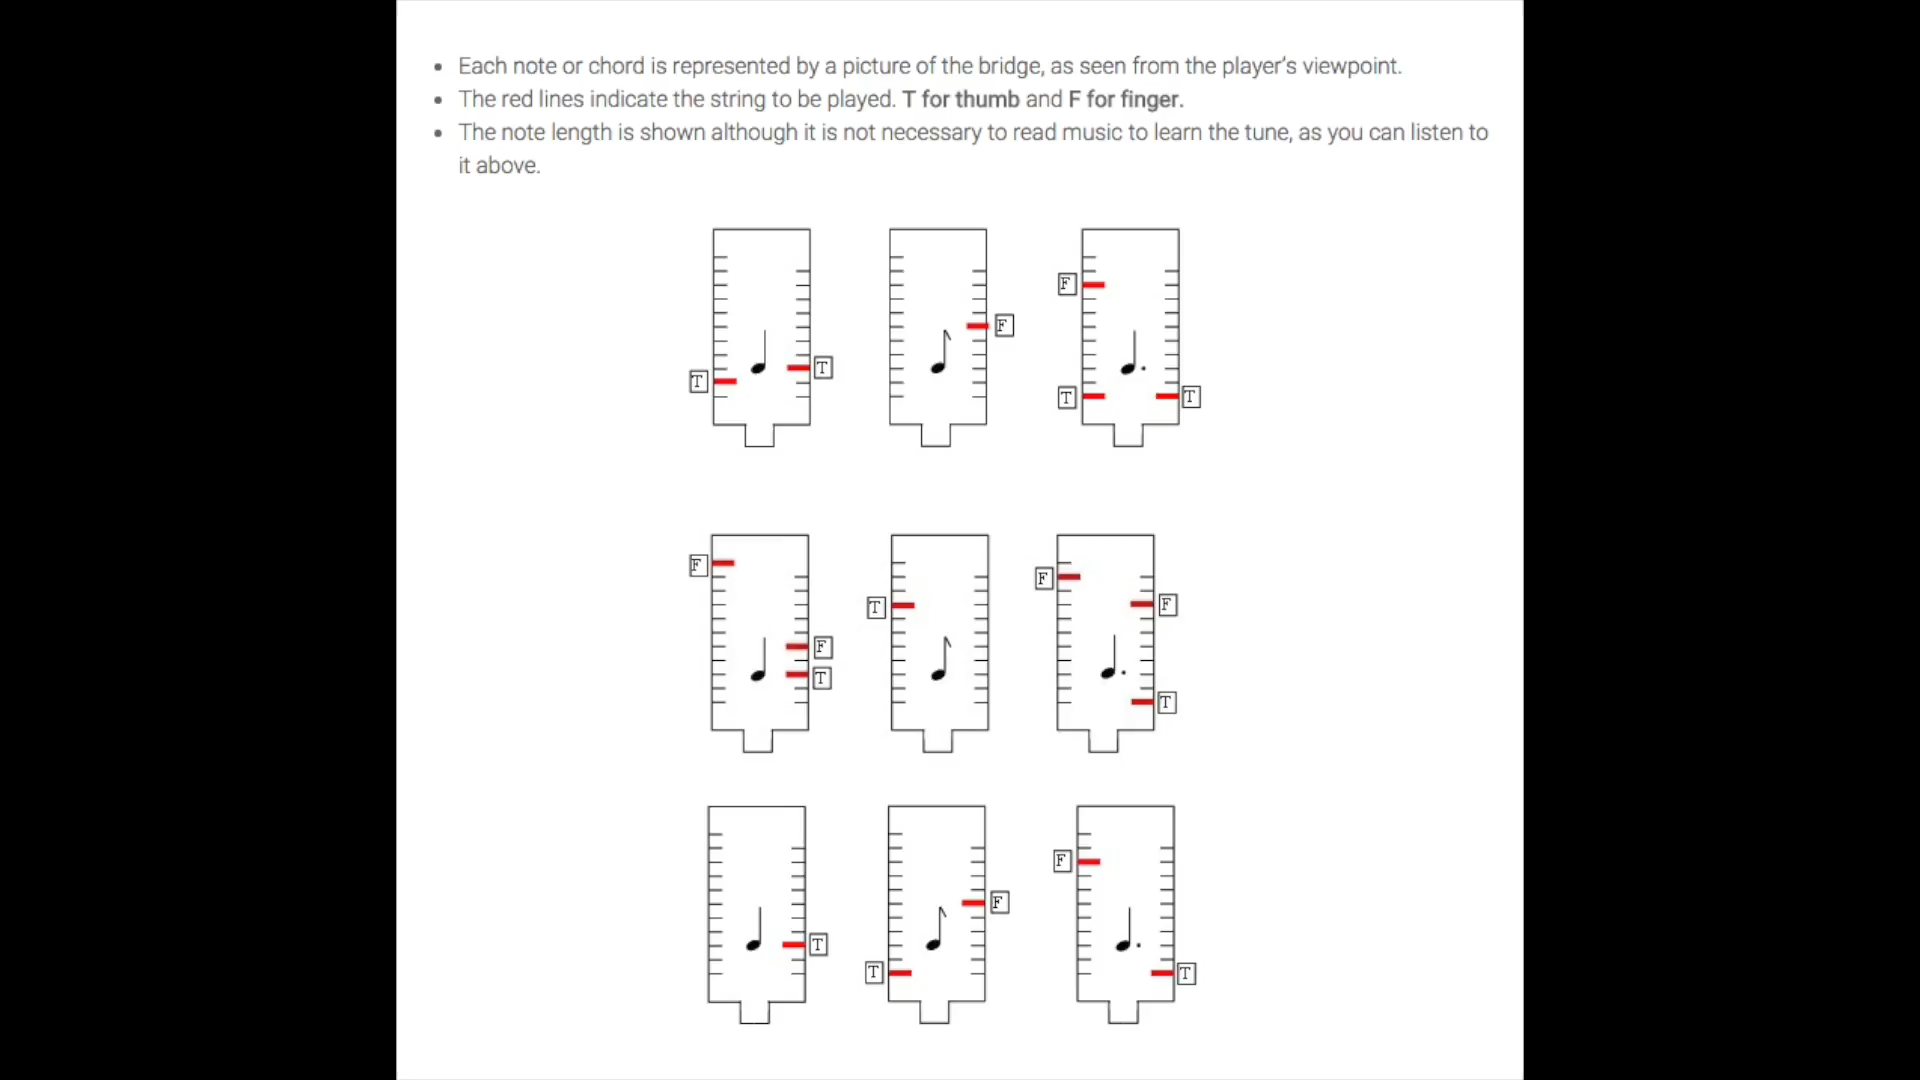 Each note or chord is represented by a picture of the bridge, as seen from the player's viewpoint.
The red lines indicate the string to be played. T for thumb and F for finger.
The note length is shown although it is not necessary to read music to learn the tune, as you can listen to
it above.
F
F
T T
T T
F
F
T
F
F
T
T
F
F
T
T
T